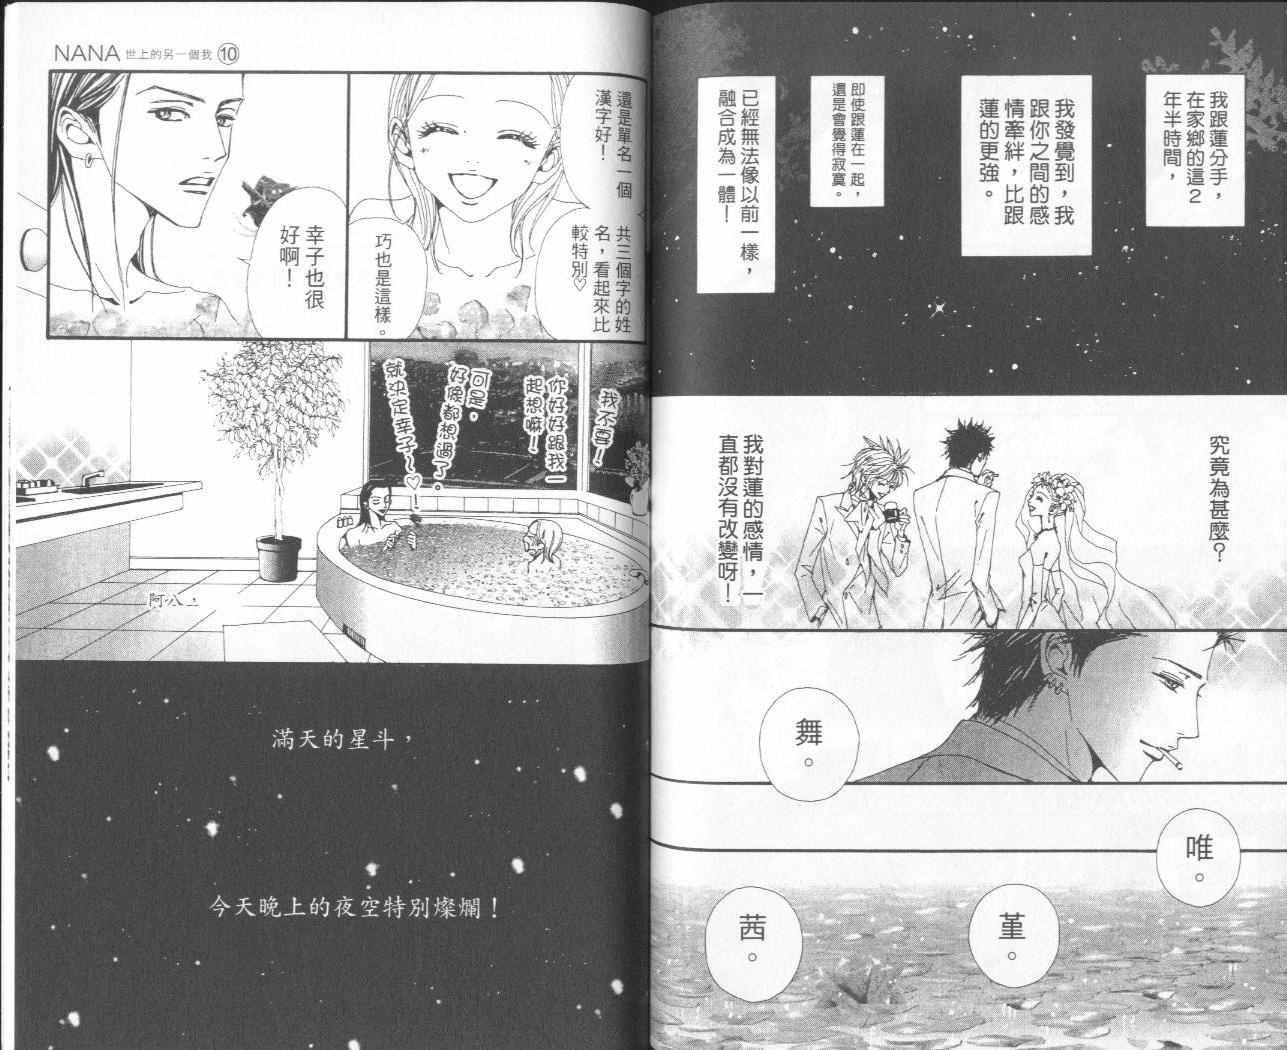 我跟蓮分手，
在家鄉的這2
年半時間，
我發覺到，我
跟你之間的感
情牽絆，比跟
蓮的更強。
即使跟蓮在一起，
還是會覺得寂寞。
已經無法像以前一樣，
融合成為一體！
究竟為甚麼？
我對蓮的感情，一
直都沒有改變呀！
舞。
唯。
堇。
茜。
NANA 世上的另一個我 ⑩
還是單名一個
漢字好！
共三個字的姓
名，看起來比
較特別♡
巧也是這樣。
幸子也很
好啊！
我不要！
你好好跟我一
起想嘛！
可是，
好像都想過了。
就決定幸子～♡！
阿八..
滿天的星斗，
今天晚上的夜空特別燦爛！